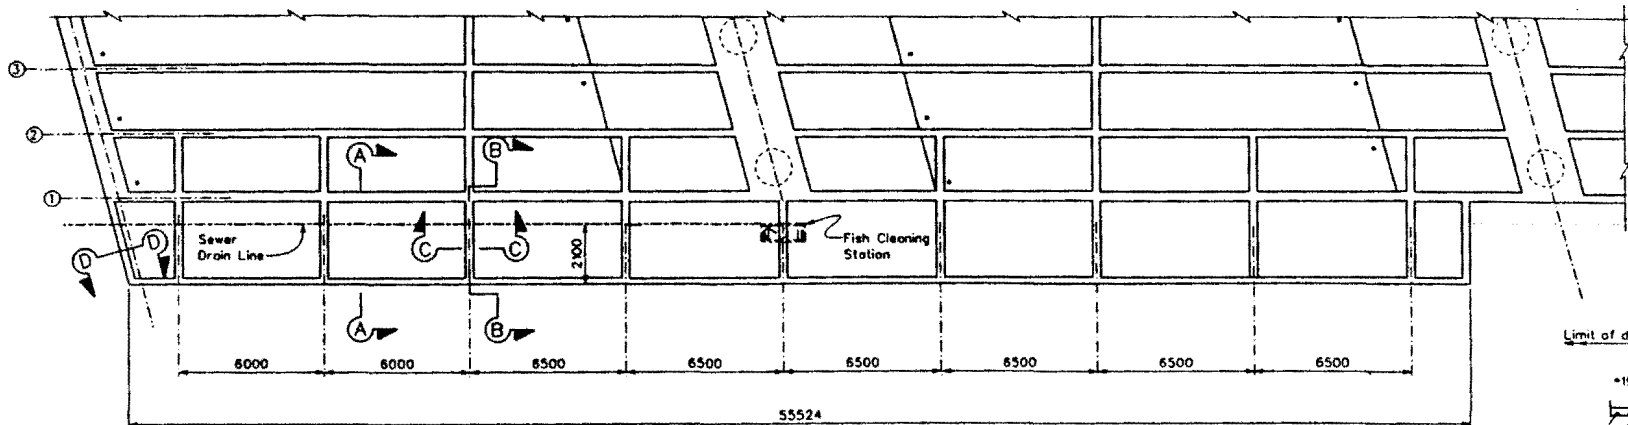 3
2
A
B
1
Sewer
Drain Line
D
D
C
C
2100
Fish Cleaning
Station
A
B
Limit of d
6000
6000
6500
6500
6500
6500
6500
6500
55524